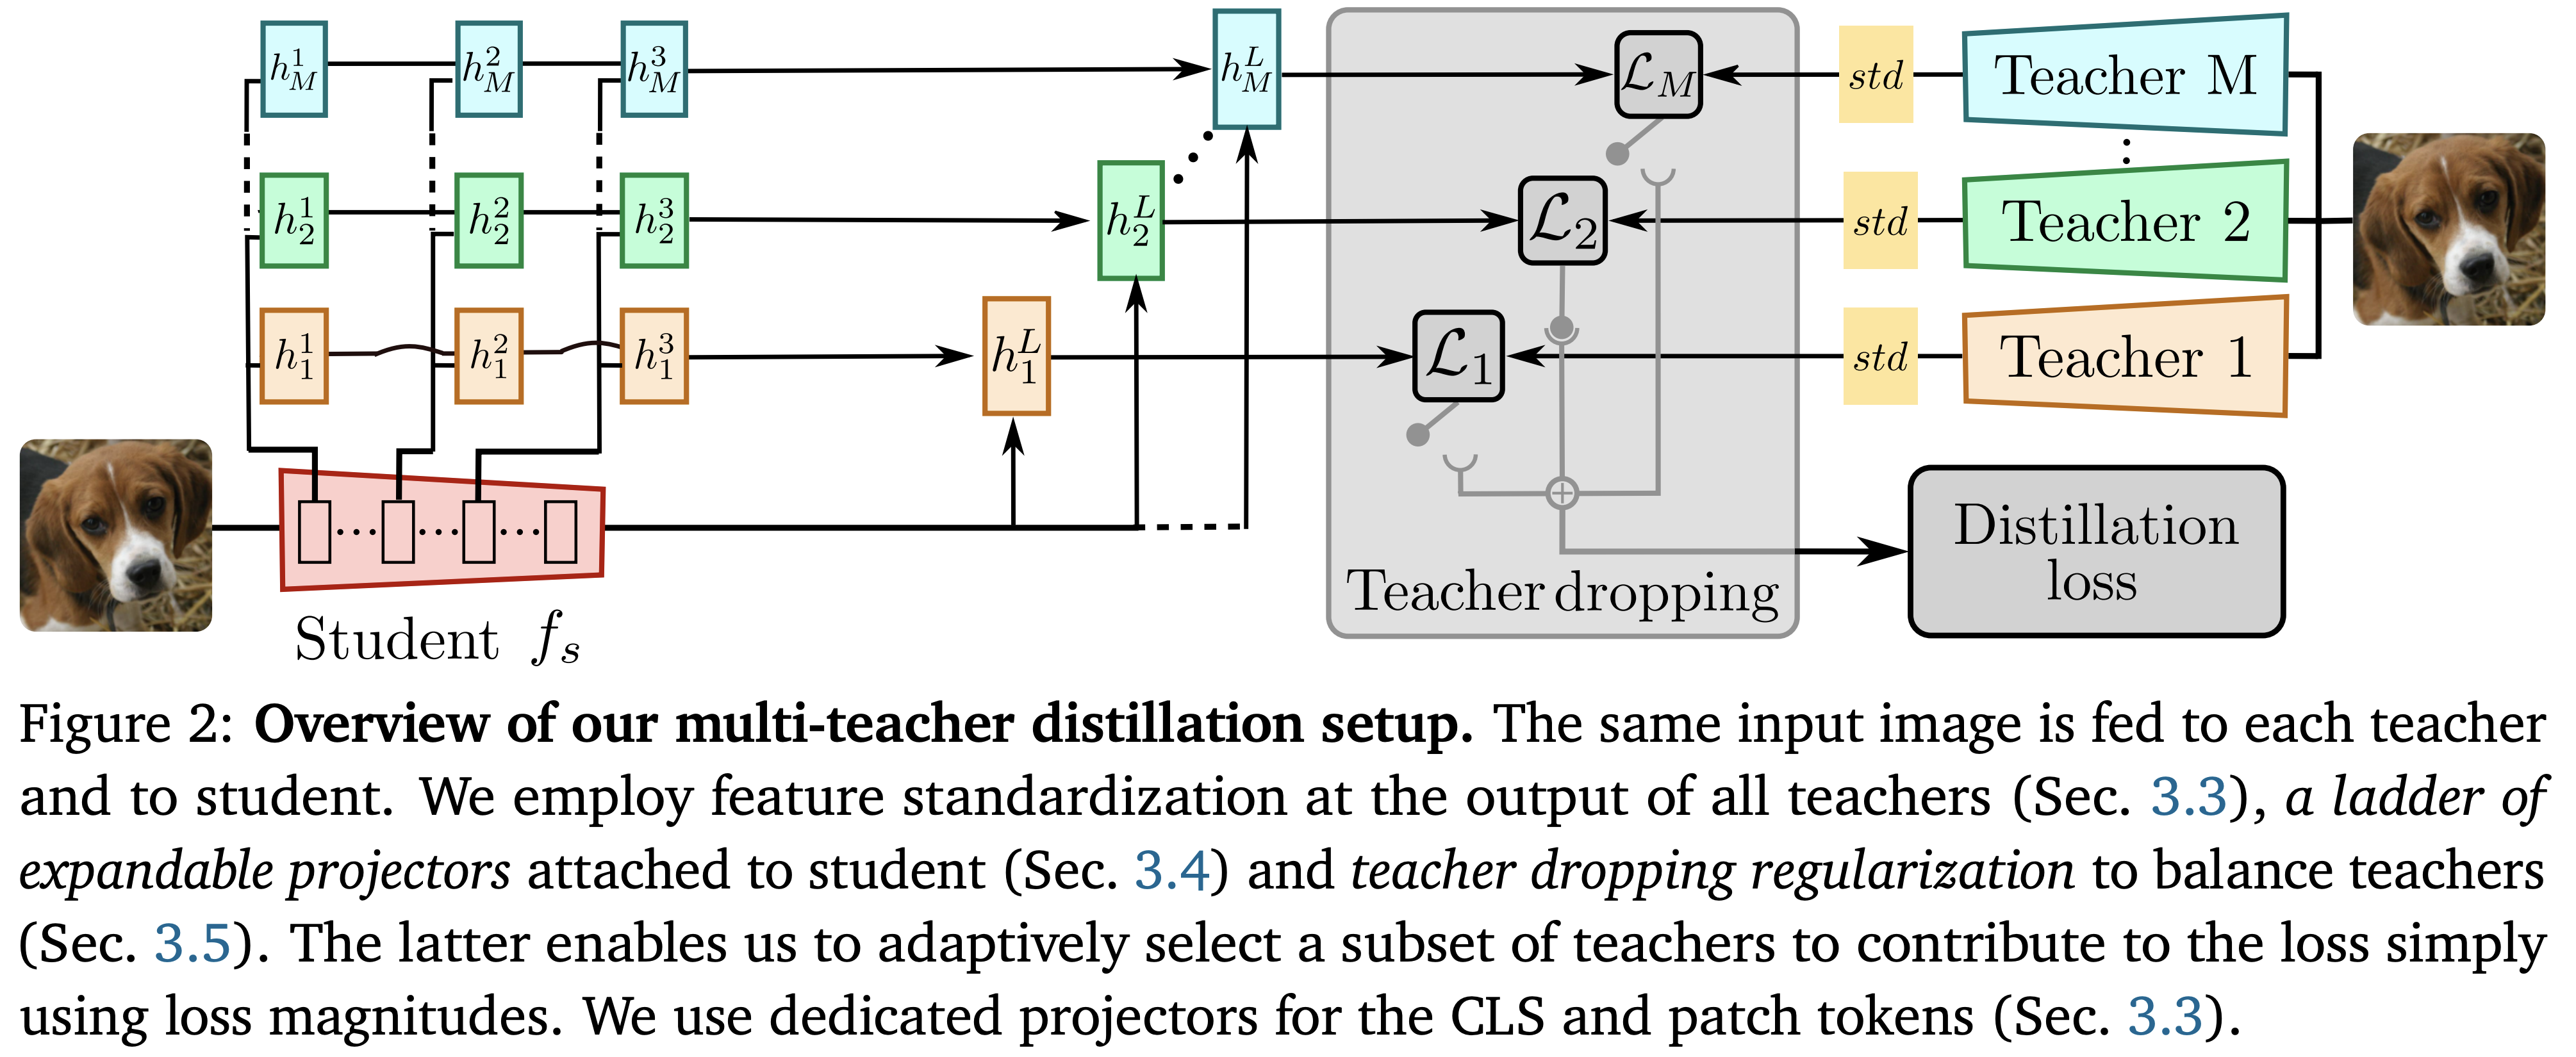 h_M^1 h_M^2 h_M^3 h_M^L ℒ_M std Teacher M
h_2^1 h_2^2 h_2^3 h_2^L ℒ_2 std Teacher 2
h_1^1 h_1^2 h_1^3 h_1^L ℒ_1 std Teacher 1
Student f_s
Teacher dropping
Distillation
loss
Figure 2: Overview of our multi-teacher distillation setup. The same input image is fed to each teacher
and to student. We employ feature standardization at the output of all teachers (Sec. 3.3), a ladder of
expandable projectors attached to student (Sec. 3.4) and teacher dropping regularization to balance teachers
(Sec. 3.5). The latter enables us to adaptively select a subset of teachers to contribute to the loss simply
using loss magnitudes. We use dedicated projectors for the CLS and patch tokens (Sec. 3.3).